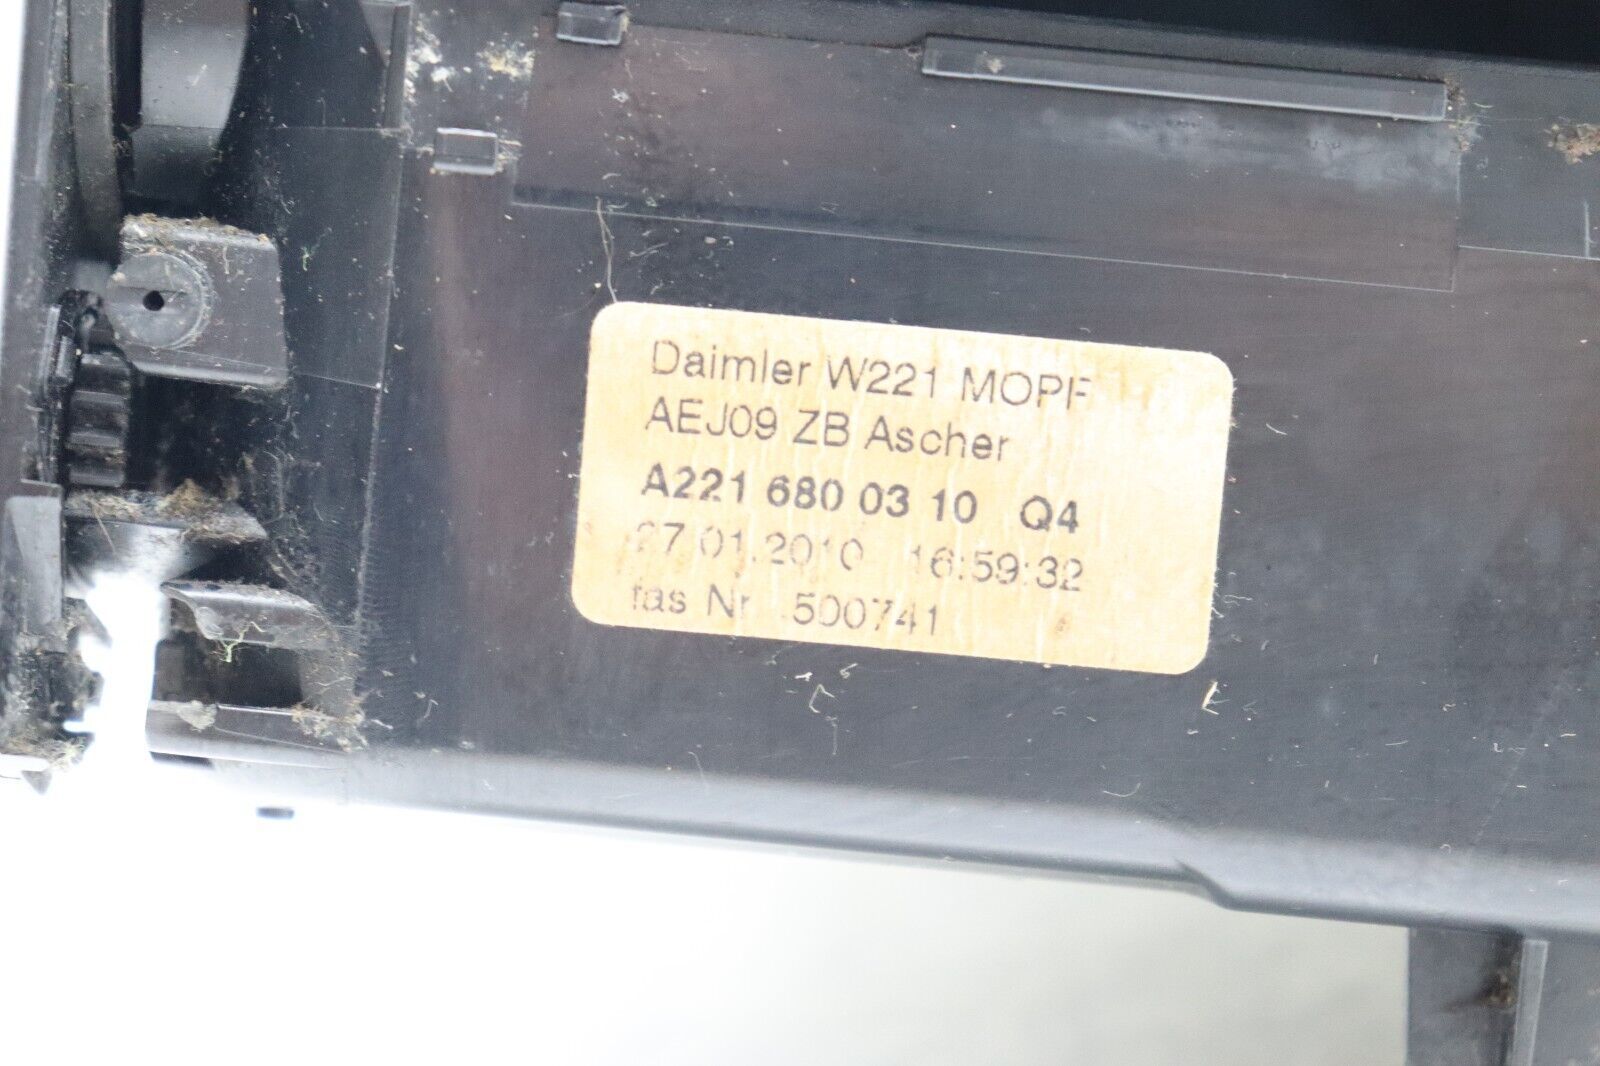 Daimler W221 MOPF
AEJ09 ZB Ascher
A221 680 03 10 Q4
27.01.2010 16:59:32
fas Nr. 500741